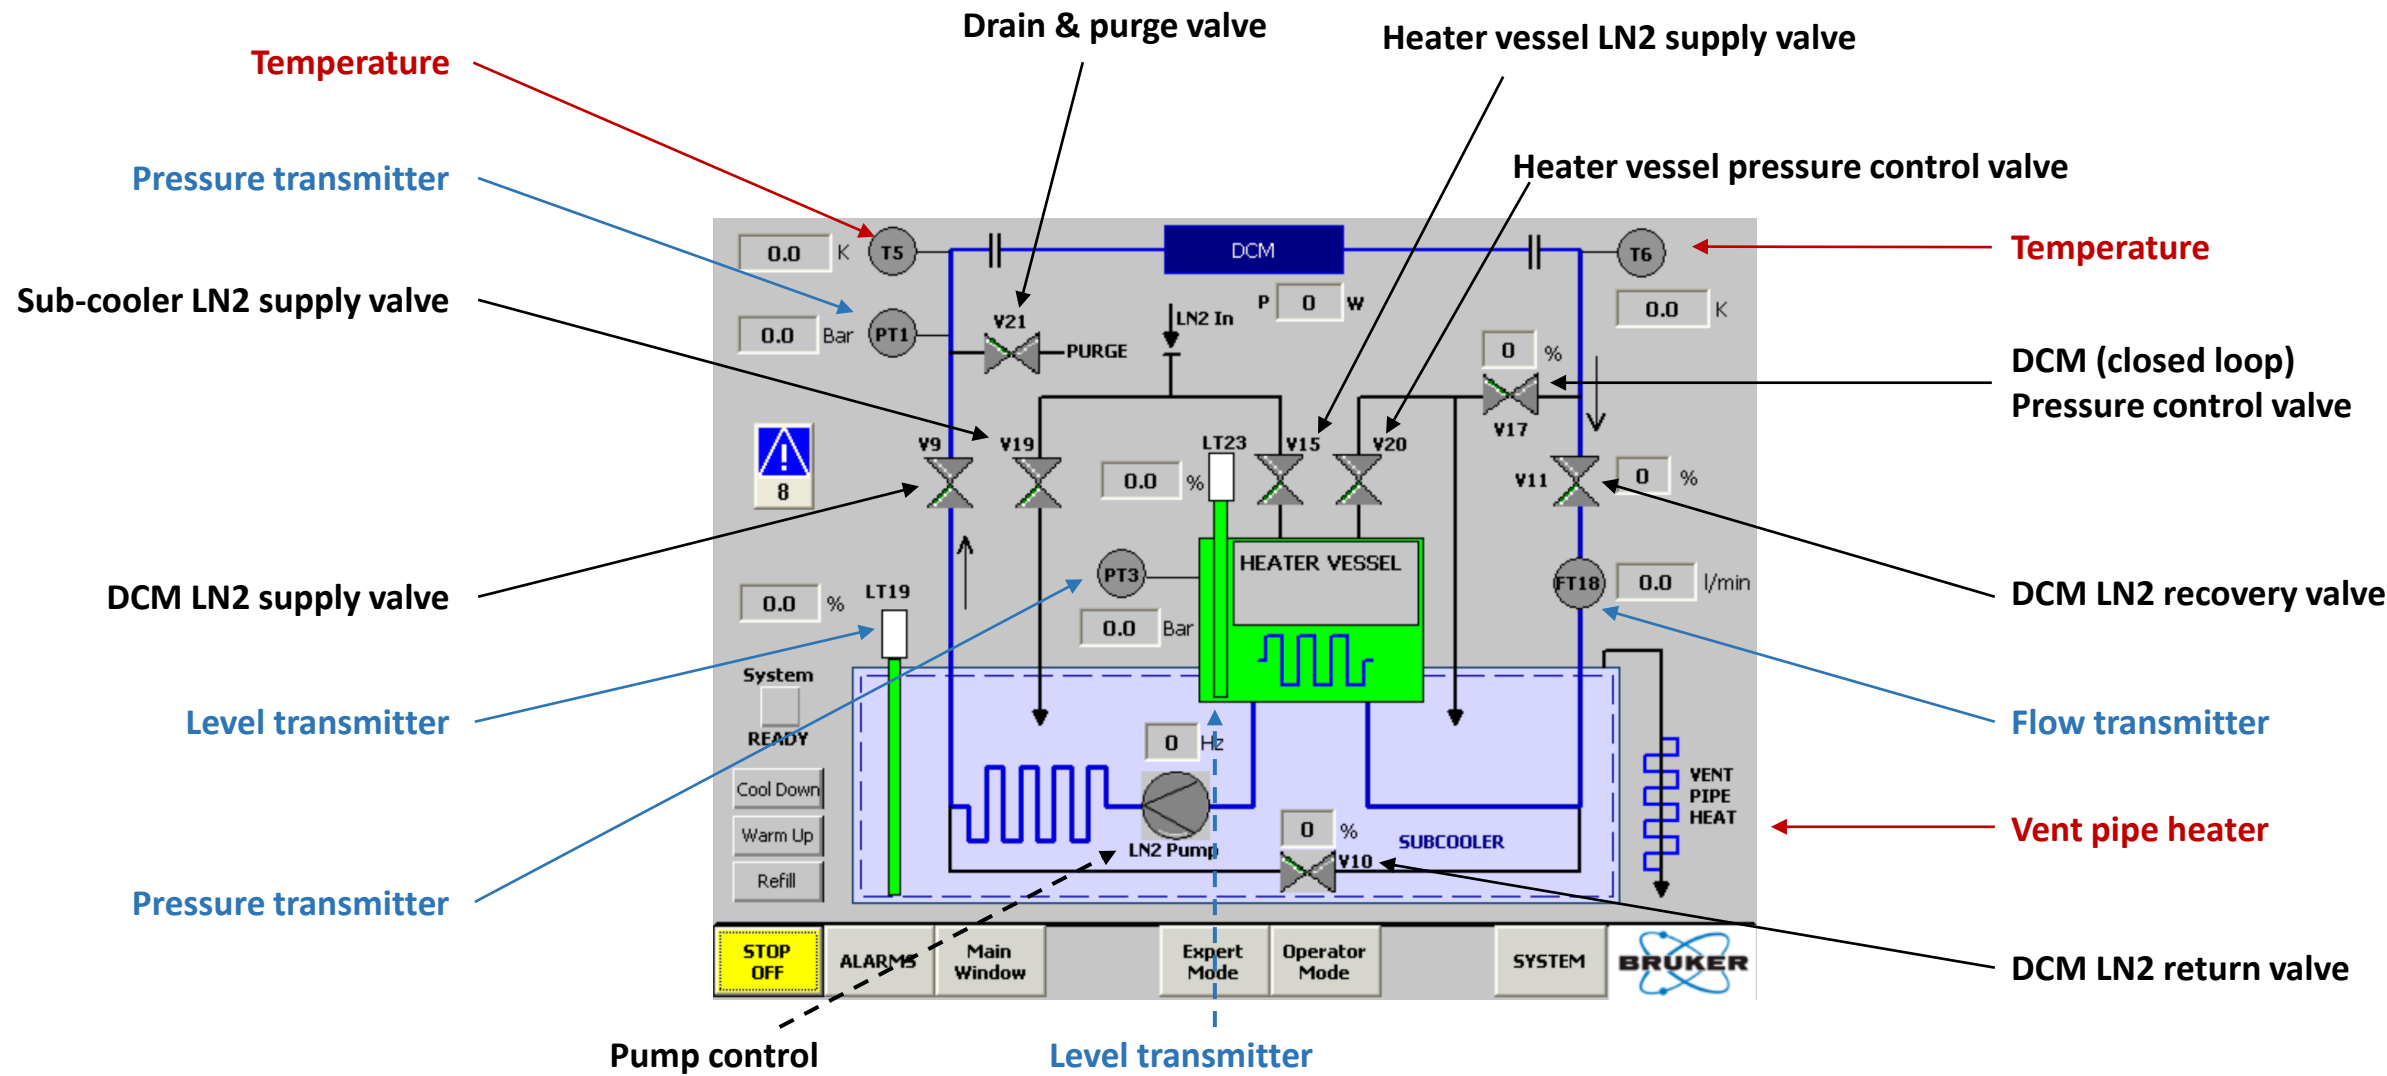 Drain & purge valve
Heater vessel LN2 supply valve
Temperature
Pressure transmitter
Heater vessel pressure control valve
Sub-cooler LN2 supply valve
Temperature
DCM (closed loop)
Pressure control valve
DCM LN2 supply valve
DCM LN2 recovery valve
Level transmitter
Flow transmitter
Vent pipe heater
Pressure transmitter
DCM LN2 return valve
Pump control
Level transmitter
0.0 K T5
DCM
T6
0.0 K
P 0 W
0.0 Bar PT1
V21
PURGE
LN2 In
0 %
V17
8
V9
V19
LT23
V15
V20
0.0 %
V11
0 %
HEATER VESSEL
PT3
0.0 Bar
FT18 0.0 l/min
0.0 %
LT19
System
READY
0 Hz
LN2 Pump
0 %
V10
SUBCOOLER
VENT
PIPE
HEAT
Cool Down
Warm Up
Refill
STOP
OFF
ALARMS
Main
Window
Expert
Mode
Operator
Mode
SYSTEM
BRUKER